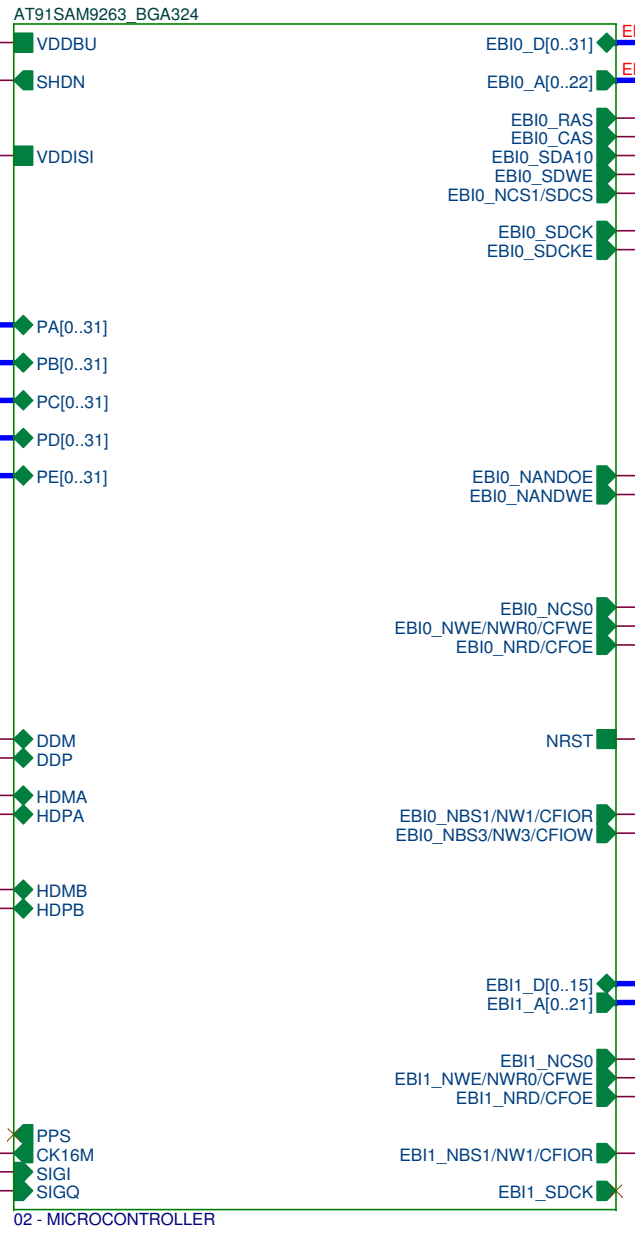 AT91SAM9263_BGA324
VDDBU
SHDN
VDDISI
PA[0..31]
PB[0..31]
PC[0..31]
PD[0..31]
PE[0..31]
DDM
DDP
HDMA
HDPA
HDMB
HDPB
PPS
CK16M
SIGI
SIGQ
EBI0_D[0..31]
EBI0_A[0..22]
EBI0_RAS
EBI0_CAS
EBI0_SDA10
EBI0_SDWE
EBI0_NCS1/SDCS
EBI0_SDCK
EBI0_SDCKE
EBI0_NANDOE
EBI0_NANDWE
EBI0_NCS0
EBI0_NWE/NWR0/CFWE
EBI0_NRD/CFOE
NRST
EBI0_NBS1/NW1/CFIOR
EBI0_NBS3/NW3/CFIOW
EBI1_D[0..15]
EBI1_A[0..21]
EBI1_NCS0
EBI1_NWE/NWR0/CFWE
EBI1_NRD/CFOE
EBI1_NBS1/NW1/CFIOR
EBI1_SDCK
02 - MICROCONTROLLER